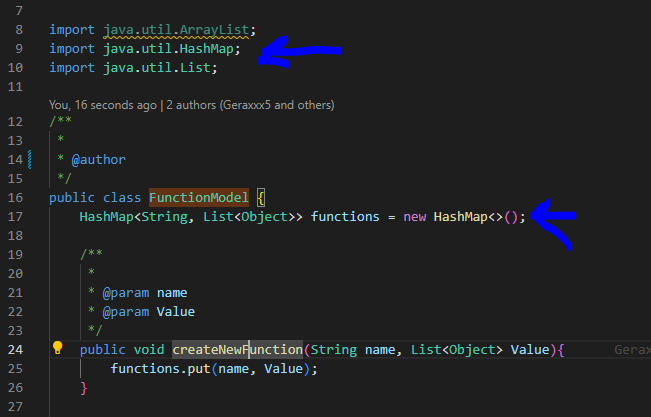 7
8 import java.util.ArrayList;
9 import java.util.HashMap;
10 import java.util.List;
11
You, 16 seconds ago | 2 authors (Geraxxx5 and others)
12 /**
13 *
14 * @author
15 */
16 public class FunctionModel {
17 HashMap<String, List<Object>> functions = new HashMap<>();
18
19 /**
20 *
21 * @param name
22 * @param Value
23 */
24 public void createNewFunction(String name, List<Object> Value){ Gerax
25 functions.put(name, Value);
26 }
27